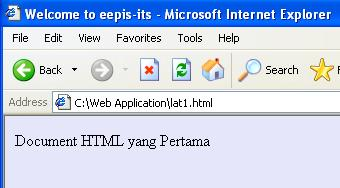 Welcome to eepis-its - Microsoft Internet Explorer
File Edit View Favorites Tools Help
Back Search
Address C:\Web Application\lat1.html
Document HTML yang Pertama